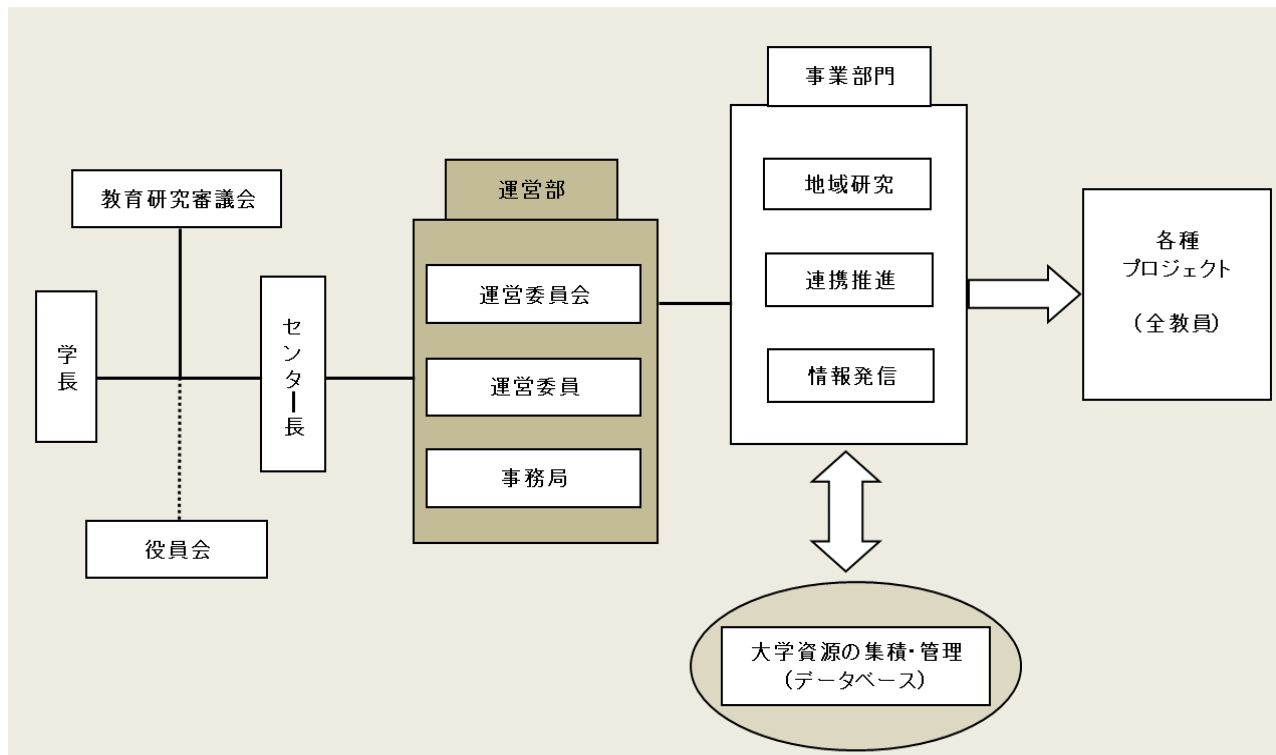 教育研究審議会
学長
センター長
役員会
運営部
運営委員会
運営委員
事務局
事業部門
地域研究
連携推進
情報発信
各種
プロジェクト
(全教員)
大学資源の集積・管理
(データベース)